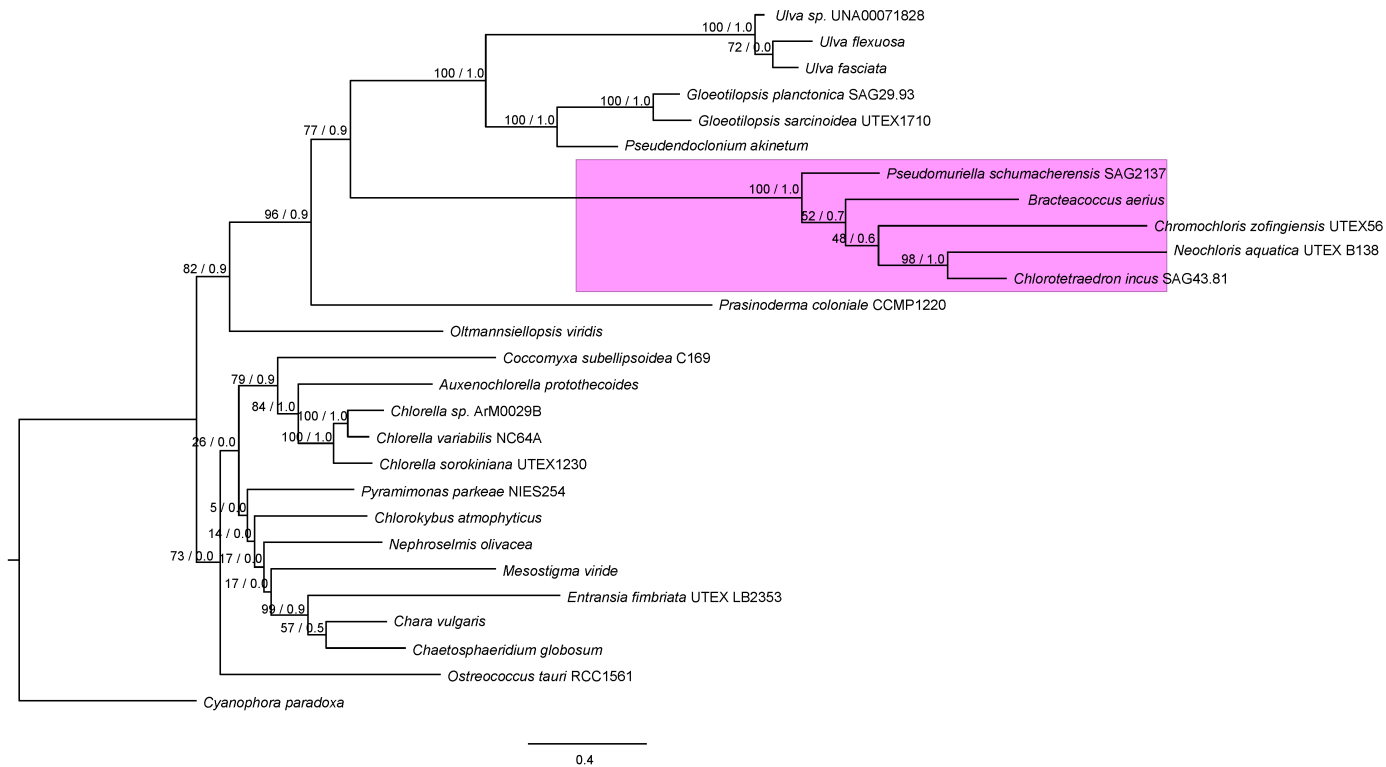 Ulva sp. UNA00071828
100 / 1.0
Ulva flexuosa
72 / 0.0
Ulva fasciata
100 / 1.0
Gloeotilopsis planctonica SAG29.93
100 / 1.0
Gloeotilopsis sarcinoidea UTEX1710
100 / 1.0
77 / 0.9
Pseudendoclonium akinetum
Pseudomuriella schumacherensis SAG2137
100 / 1.0
Bracteacoccus aerius
96 / 0.9
52 / 0.7
Chromochloris zofingiensis UTEX56
48 / 0.6
Neochloris aquatica UTEX B138
98 / 1.0
82 / 0.9
Chlorotetraedron incus SAG43.81
Prasinoderma coloniale CCMP1220
Oltmannsiellopsis viridis
Coccomyxa subellipsoidea C169
79 / 0.9
Auxenochlorella protothecoides
84 / 1.0
Chlorella sp. ArM0029B
100 / 1.0
100 / 1.0
Chlorella variabilis NC64A
26 / 0.0
Chlorella sorokiniana UTEX1230
Pyramimonas parkeae NIES254
5 / 0.0
Chlorokybus atmophyticus
14 / 0.0
Nephroselmis olivacea
73 / 0.0
17 / 0.0
Mesostigma viride
17 / 0.0
Entransia fimbriata UTEX LB2353
99 / 0.9
Chara vulgaris
57 / 0.5
Chaetosphaeridium globosum
Ostreococcus tauri RCC1561
Cyanophora paradoxa
0.4